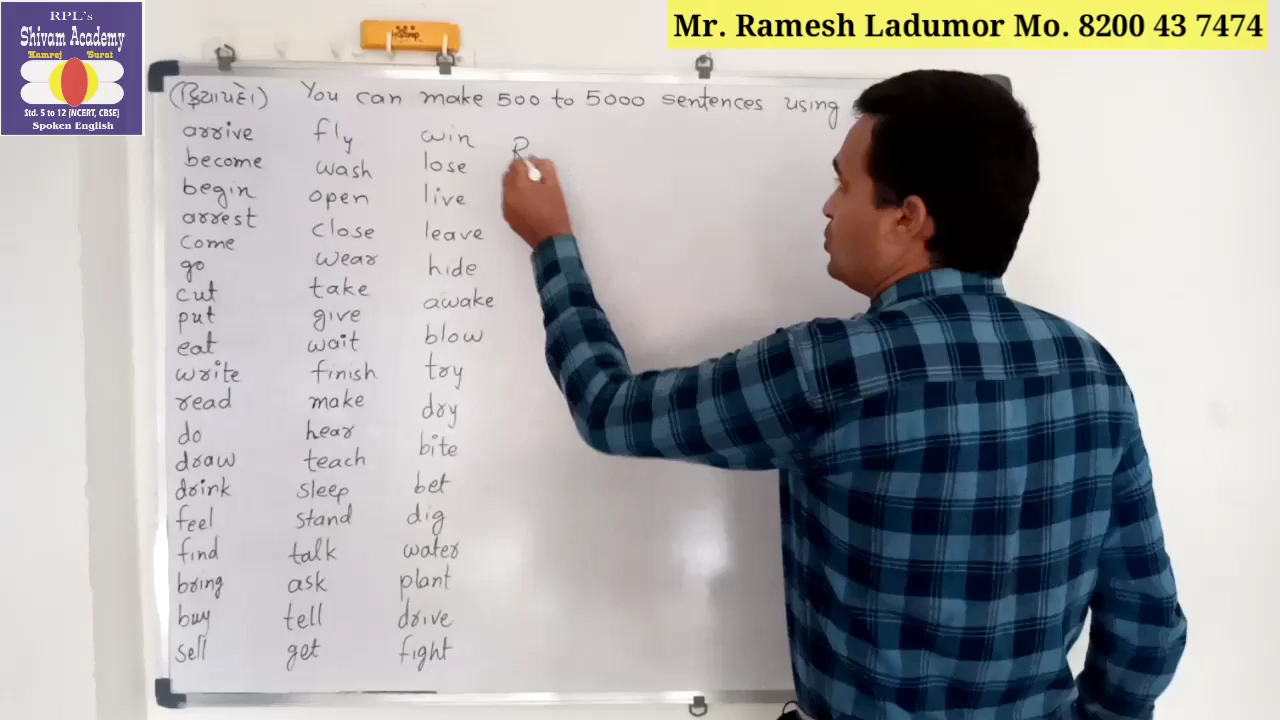 RPL's
Shivam Academy
Kamrej Surat
Std. 5 to 12 (NCERT, CBSE)
Spoken English
Mr. Ramesh Ladumor Mo. 8200 43 7474
(ક્રિયાપદો) You can make 500 to 5000 sentences using
arrive fly win R
become wash lose
begin open live
arrest close leave
come wear hide
go take awake
cut give blow
put wait try
eat finish dry
write make bite
read hear bet
do teach dig
draw sleep water
drink stand plant
feel talk drive
find ask fight
bring tell
buy get
sell